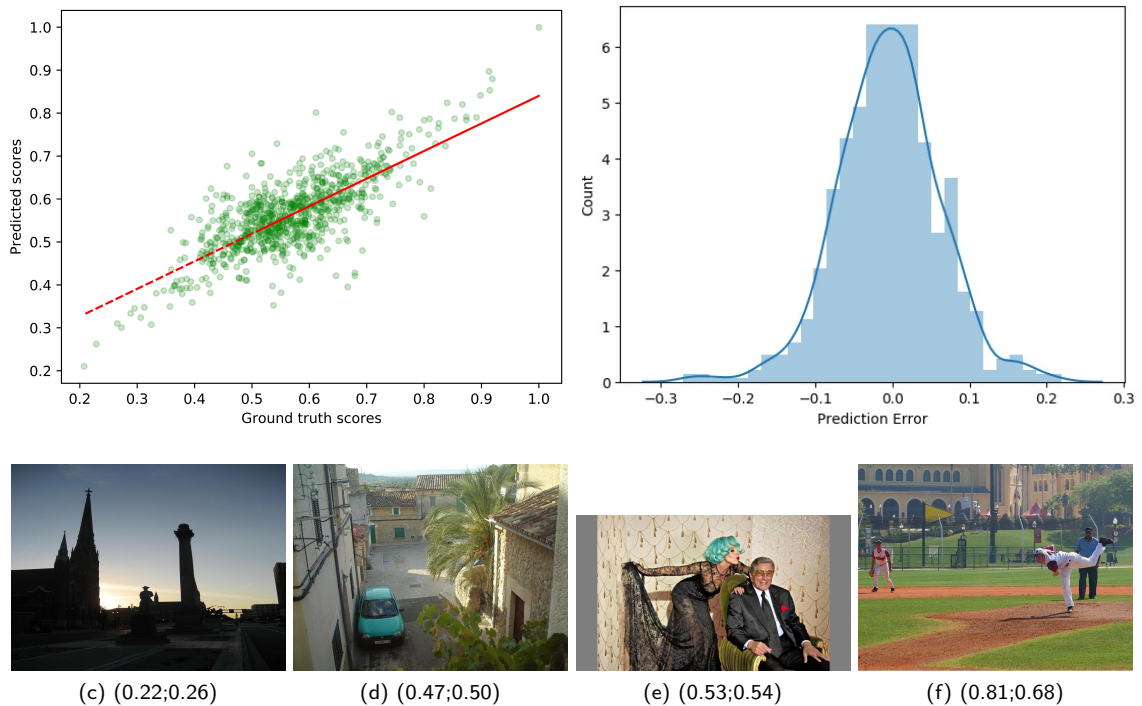 1.0
0.9
0.8
0.7
0.6
0.5
0.4
0.3
0.2
Predicted scores
0.2 0.3 0.4 0.5 0.6 0.7 0.8 0.9 1.0
Ground truth scores
6
5
4
3
2
1
0
Count
−0.3 −0.2 −0.1 0.0 0.1 0.2 0.3
Prediction Error
(c) (0.22;0.26)
(d) (0.47;0.50)
(e) (0.53;0.54)
(f) (0.81;0.68)